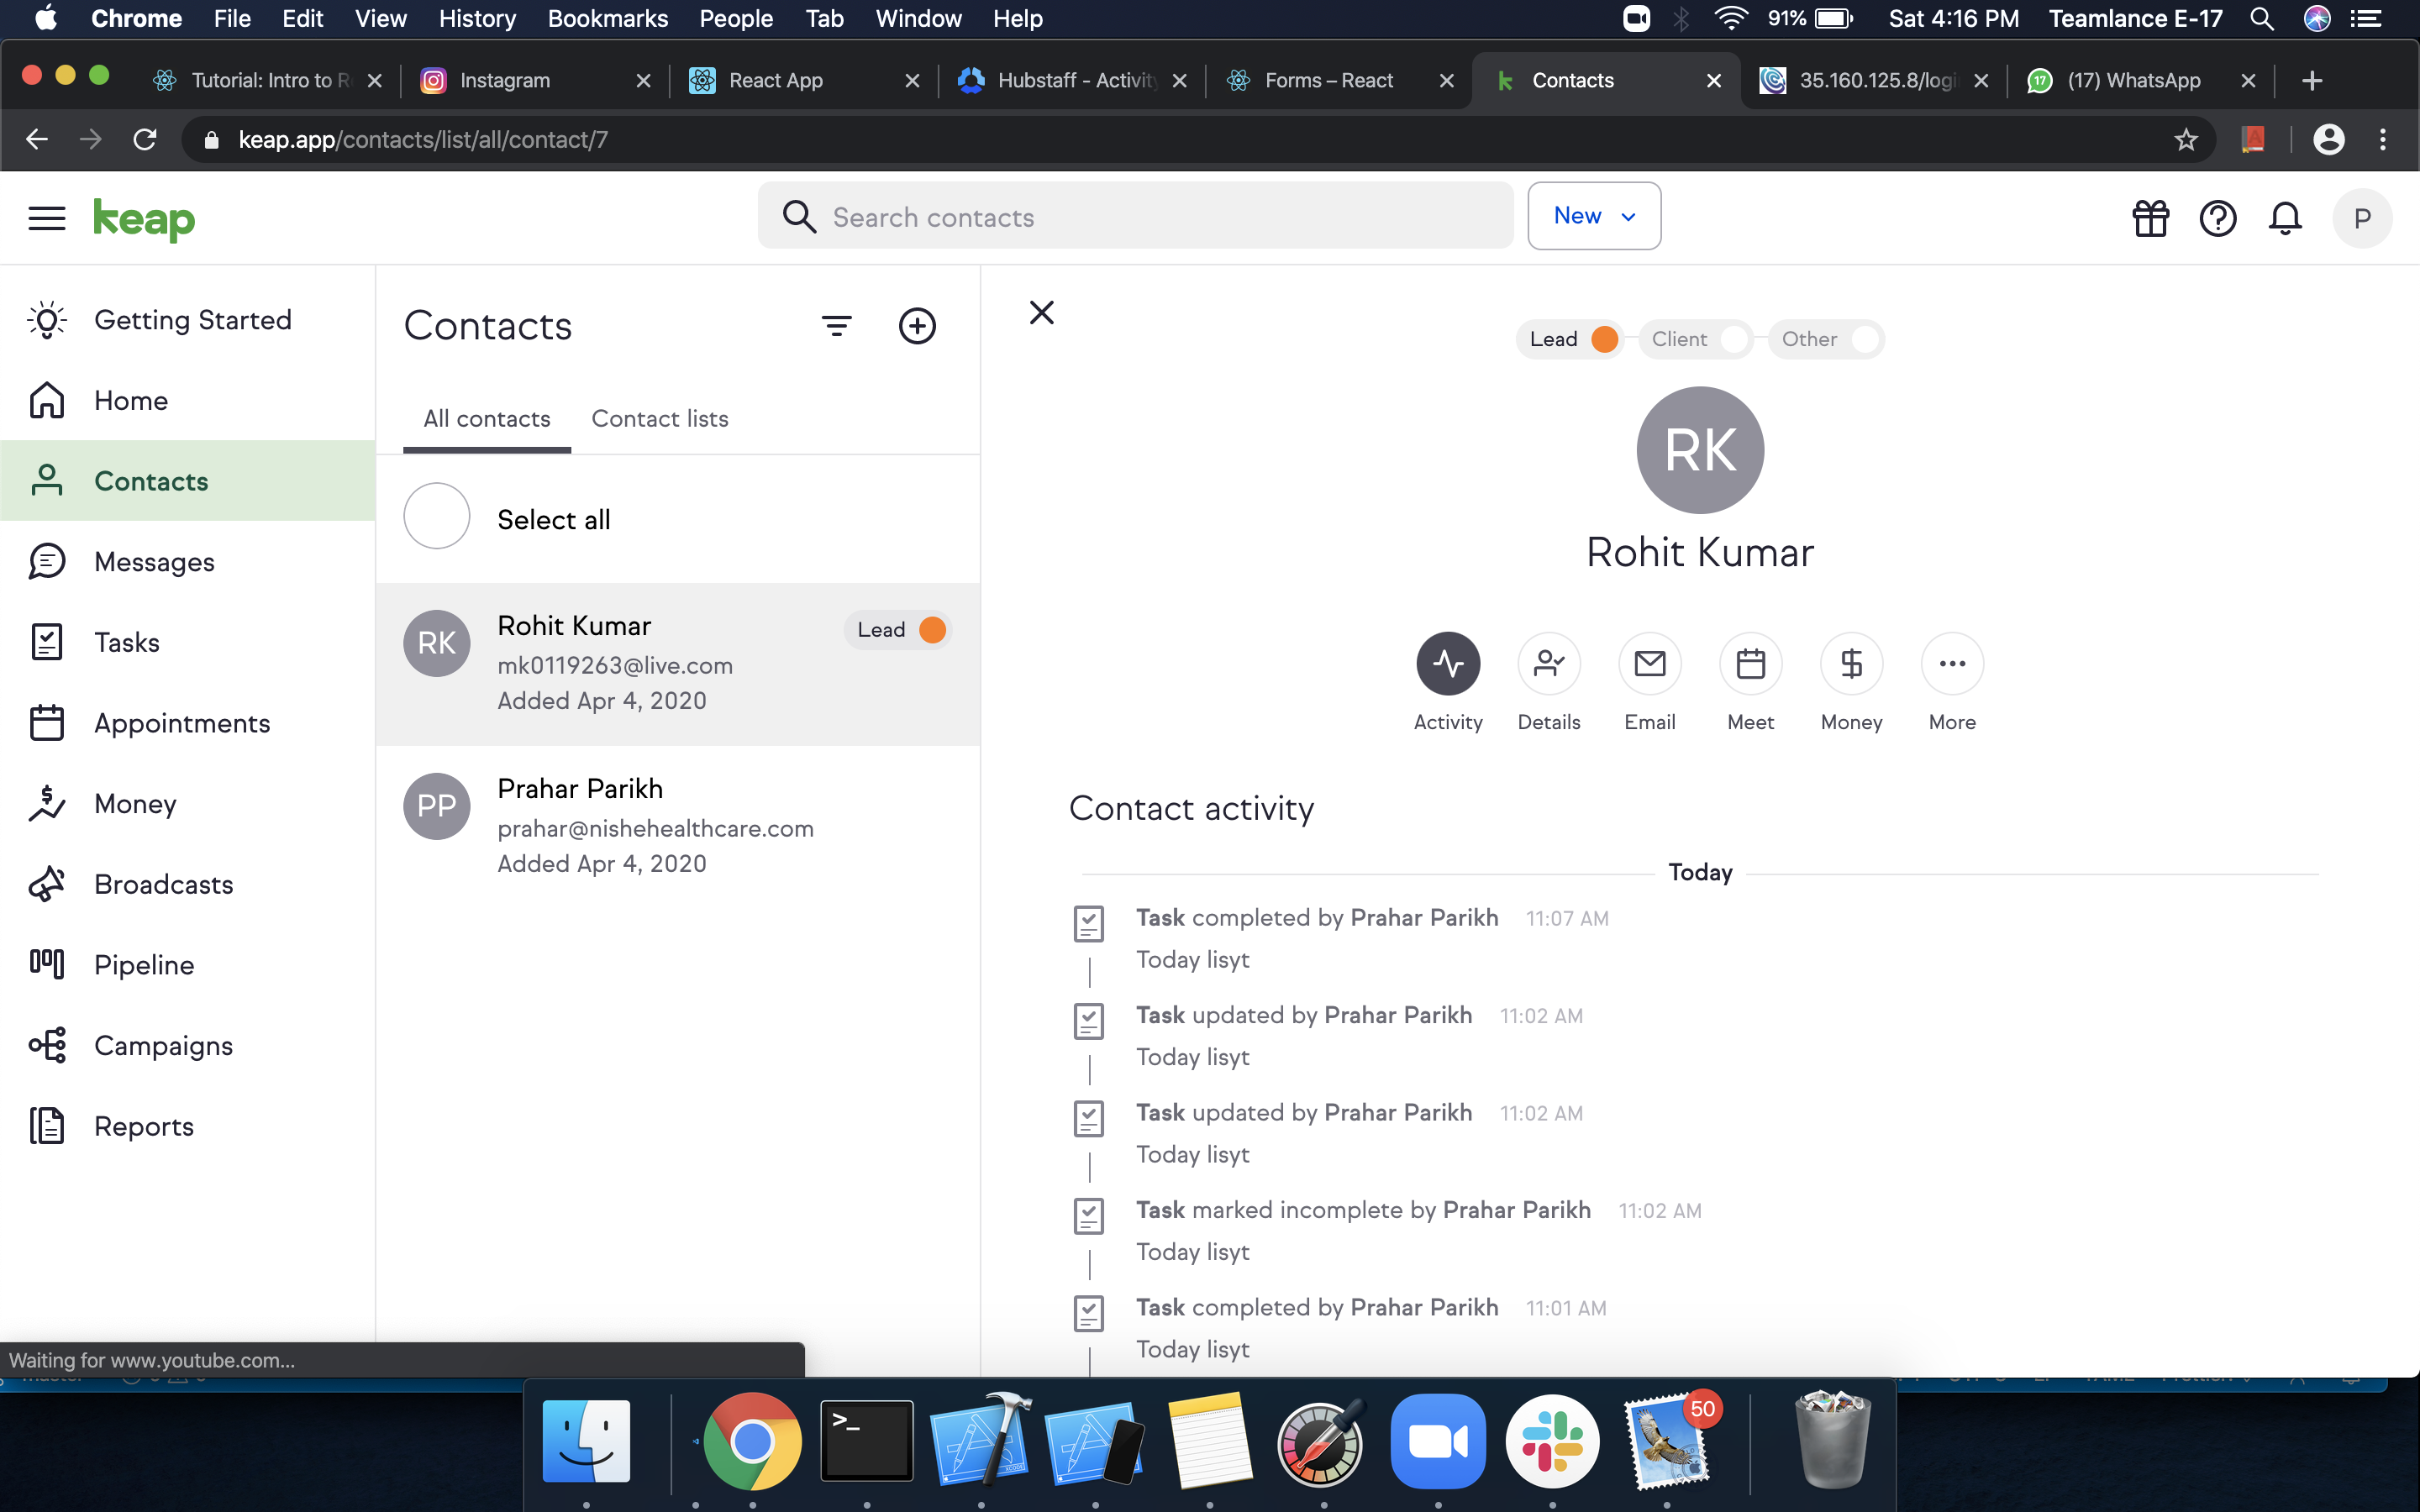 Chrome File Edit View History Bookmarks People Tab Window Help 91% Sat 4:16 PM Teamlance E-17
Tutorial: Intro to R Instagram React App Hubstaff - Activity Forms – React Contacts 35.160.125.8/logi 17 (17) WhatsApp
keap.app/contacts/list/all/contact/7
keap Search contacts New P
Getting Started
Home
Contacts
Messages
Tasks
Appointments
Money
Broadcasts
Pipeline
Campaigns
Reports
Contacts
All contacts Contact lists
Select all
RK
Rohit Kumar
Lead
mk0119263@live.com
Added Apr 4, 2020
PP
Prahar Parikh
prahar@nishehealthcare.com
Added Apr 4, 2020
Lead Client Other
RK
Rohit Kumar
Activity Details Email Meet Money More
Contact activity
Today
Task completed by Prahar Parikh 11:07 AM
Today lisyt
Task updated by Prahar Parikh 11:02 AM
Today lisyt
Task updated by Prahar Parikh 11:02 AM
Today lisyt
Task marked incomplete by Prahar Parikh 11:02 AM
Today lisyt
Task completed by Prahar Parikh 11:01 AM
Today lisyt
Waiting for www.youtube.com...
50